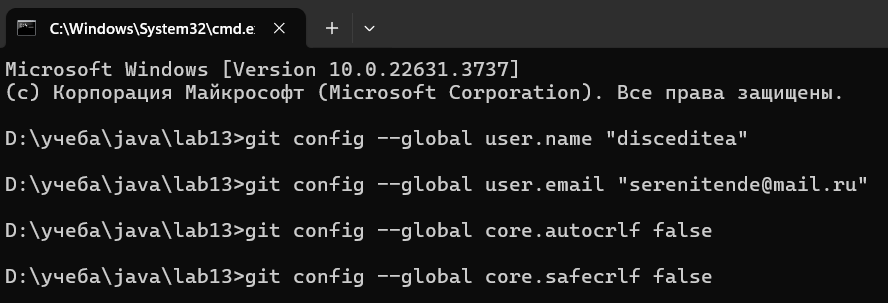 C:\Windows\System32\cmd.e
Microsoft Windows [Version 10.0.22631.3737]
(c) Корпорация Майкрософт (Microsoft Corporation). Все права защищены.
D:\учеба\java\lab13>git config --global user.name "disceditea"
D:\учеба\java\lab13>git config --global user.email "serenitende@mail.ru"
D:\учеба\java\lab13>git config --global core.autocrlf false
D:\учеба\java\lab13>git config --global core.safecrlf false